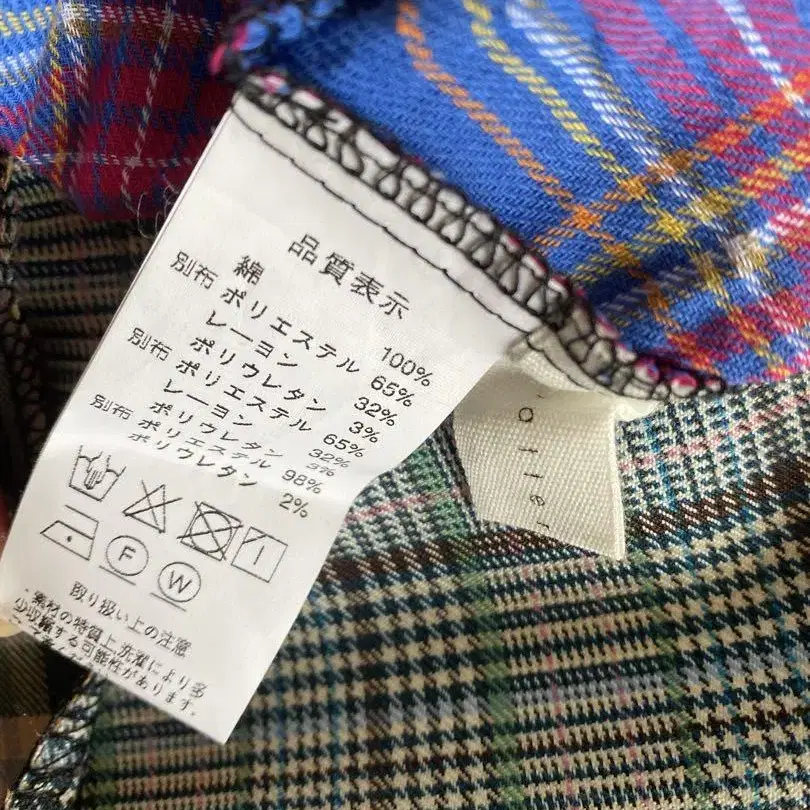 品質表示
綿 100%
別布 ポリエステル 65%
レーヨン 32%
ポリウレタン 3%
別布 ポリエステル 65%
レーヨン 32%
ポリウレタン 3%
別布 ポリエステル 98%
ポリウレタン 2%
F W
取り扱い上の注意
・素材の特質上、洗濯により多
少収縮する可能性があります。